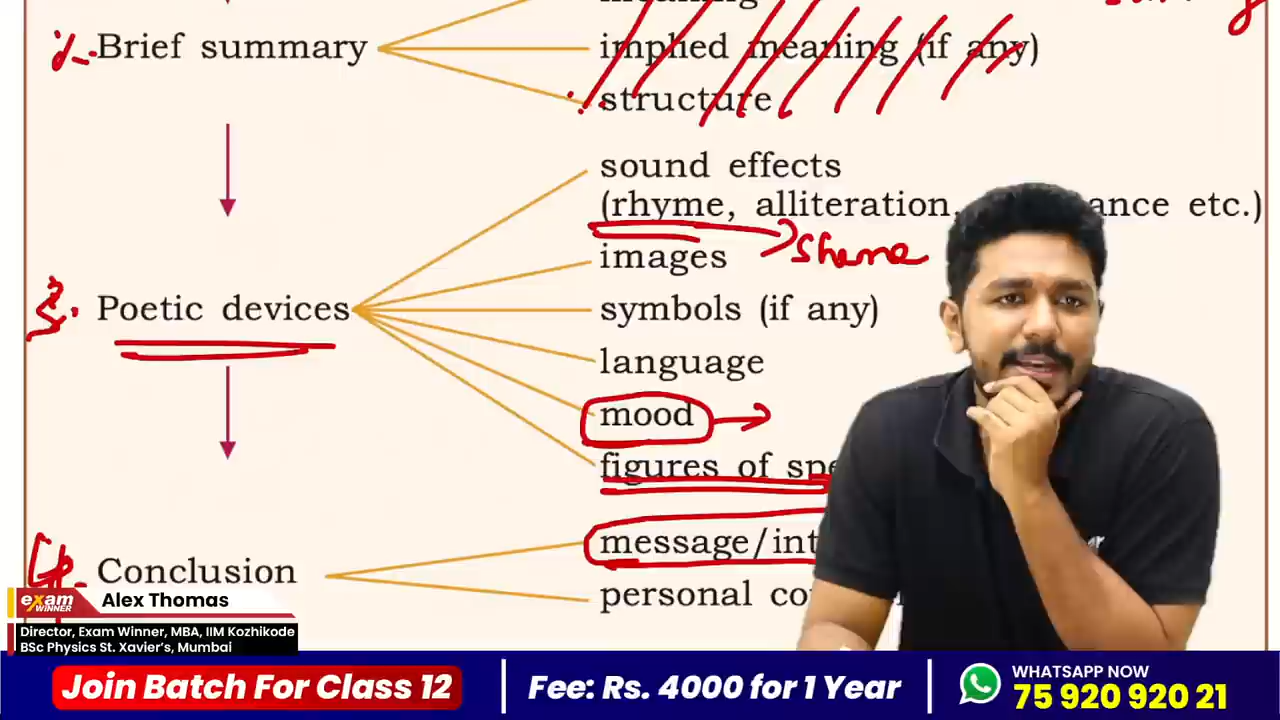 meaning
Brief summary
implied meaning (if any)
structure
sound effects
(rhyme, alliteration, ance etc.)
Shame
images
3. Poetic devices
symbols (if any)
language
mood
figures of spe
message/int
Conclusion
personal co
exam WINNER
Alex Thomas
Director, Exam Winner, MBA, IIM Kozhikode
BSc Physics St. Xavier's, Mumbai
Join Batch For Class 12
Fee: Rs. 4000 for 1 Year
WHATSAPP NOW
75 920 920 21